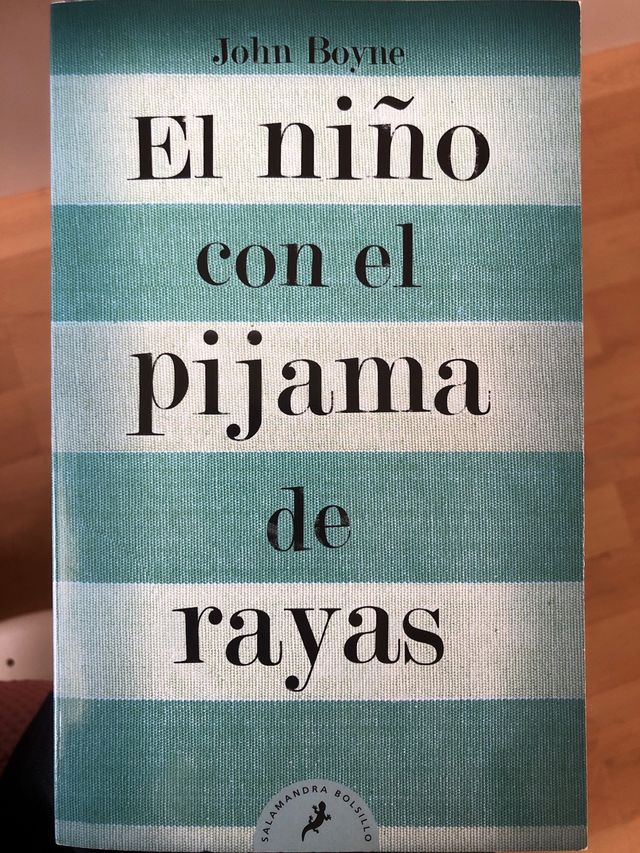 John Boyne
El niño
con el
pijama
de
rayas
SALAMANDRA BOLSILLO